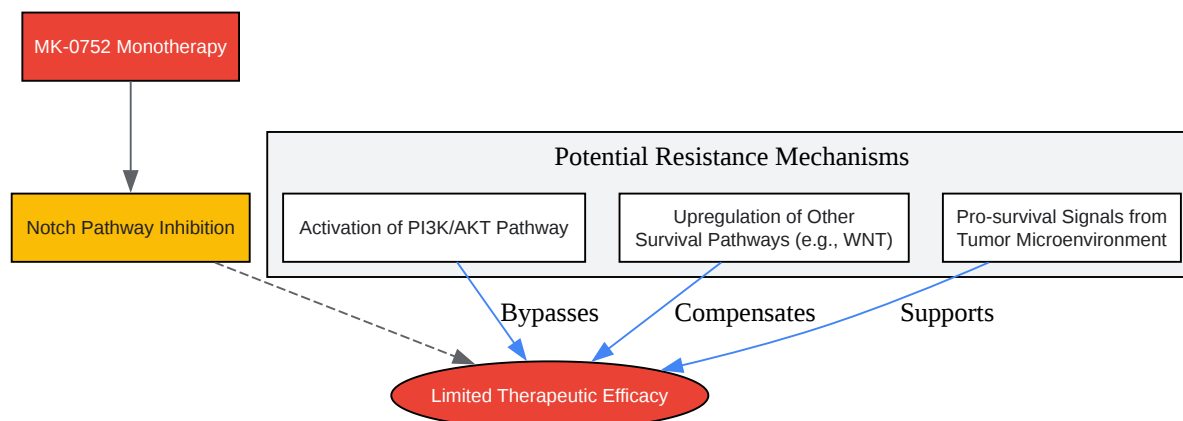 MK-0752 Monotherapy
Potential Resistance Mechanisms
Notch Pathway Inhibition
Activation of PI3K/AKT Pathway
Upregulation of Other
Survival Pathways (e.g., WNT)
Pro-survival Signals from
Tumor Microenvironment
Bypasses
Compensates
Supports
Limited Therapeutic Efficacy